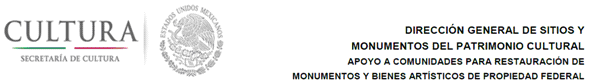 CULTURA
SECRETARÍA DE CULTURA
ESTADOS UNIDOS MEXICANOS
DIRECCIÓN GENERAL DE SITIOS Y
MONUMENTOS DEL PATRIMONIO CULTURAL
APOYO A COMUNIDADES PARA RESTAURACIÓN DE
MONUMENTOS Y BIENES ARTÍSTICOS DE PROPIEDAD FEDERAL